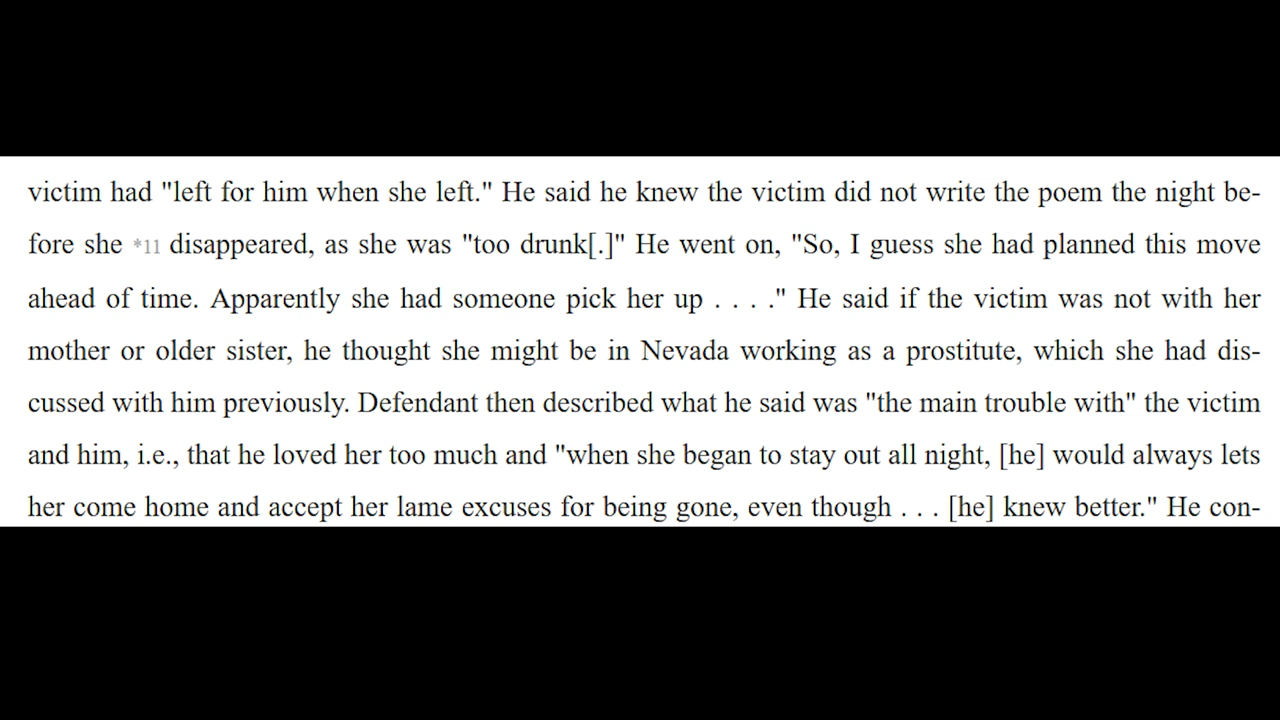 victim had "left for him when she left." He said he knew the victim did not write the poem the night be-
fore she *11 disappeared, as she was "too drunk[.]" He went on, "So, I guess she had planned this move
ahead of time. Apparently she had someone pick her up . . . ." He said if the victim was not with her
mother or older sister, he thought she might be in Nevada working as a prostitute, which she had dis-
cussed with him previously. Defendant then described what he said was "the main trouble with" the victim
and him, i.e., that he loved her too much and "when she began to stay out all night, [he] would always lets
her come home and accept her lame excuses for being gone, even though . . . [he] knew better." He con-